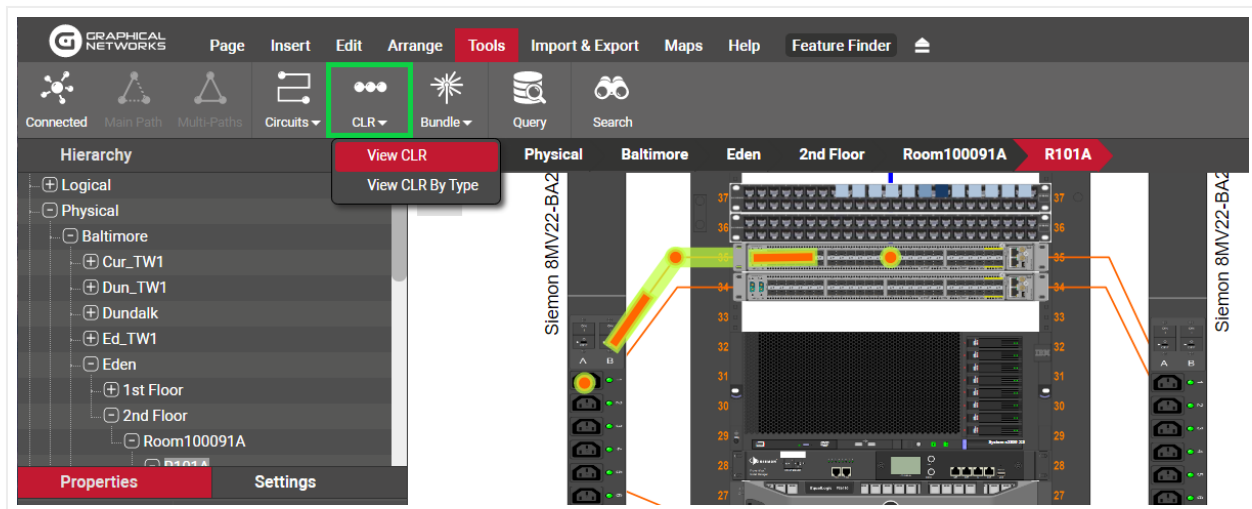 GRAPHICAL
NETWORKS
Page Insert Edit Arrange Tools Import & Export Maps Help Feature Finder
Connected Main Path Multi-Paths Circuits CLR Bundle Query Search
Hierarchy
View CLR
View CLR By Type
Physical Baltimore Eden 2nd Floor Room100091A R101A
Logical
Physical
Baltimore
Cur_TW1
Dun_TW1
Dundalk
Ed_TW1
Eden
1st Floor
2nd Floor
Room100091A
R101A
Properties Settings
Siemon 8MV22-BA2
A B
37 37
36 36
35 35
34 34
33 33
32 IBM 32
31 31
30 30
29 29
28 28
27 27
Siemon 8MV22-BA2
A B